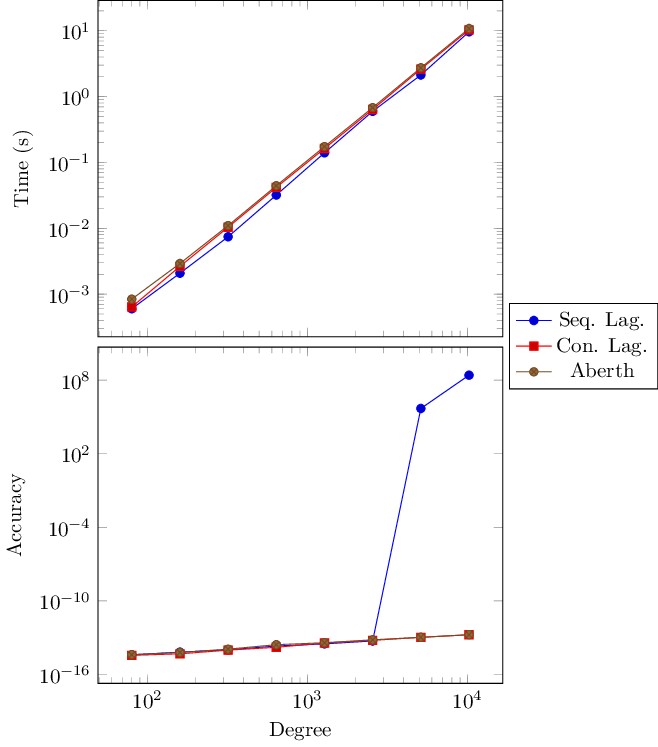 10^1
10^0
10^−1
10^−2
10^−3
Time (s)
Seq. Lag.
Con. Lag.
Aberth
10^8
10^2
10^−4
10^−10
10^−16
Accuracy
10^2 10^3 10^4
Degree